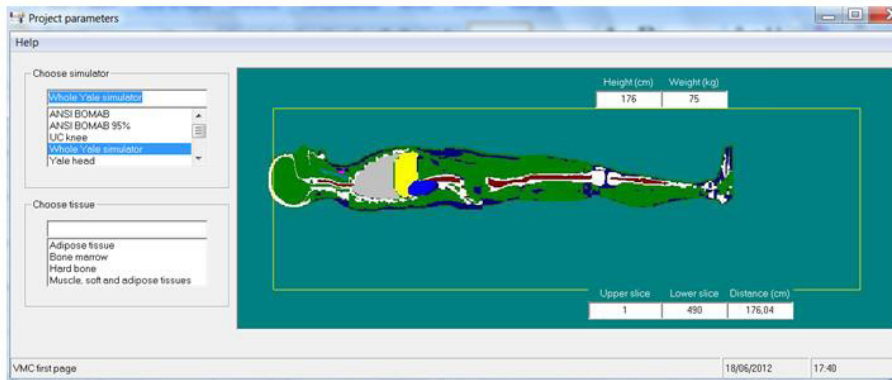 Project parameters
Help
Choose simulator
Whole Yale simulator
ANSI BOMAB
ANSI BOMAB 95%
UC knee
Whole Yale simulator
Yale head
Choose tissue
Adipose tissue
Bone marrow
Hard bone
Muscle, soft and adipose tissues
Height (cm) Weight (kg)
176 75
Upper slice Lower slice Distance (cm)
1 490 176,04
VMC first page 18/06/2012 17:40